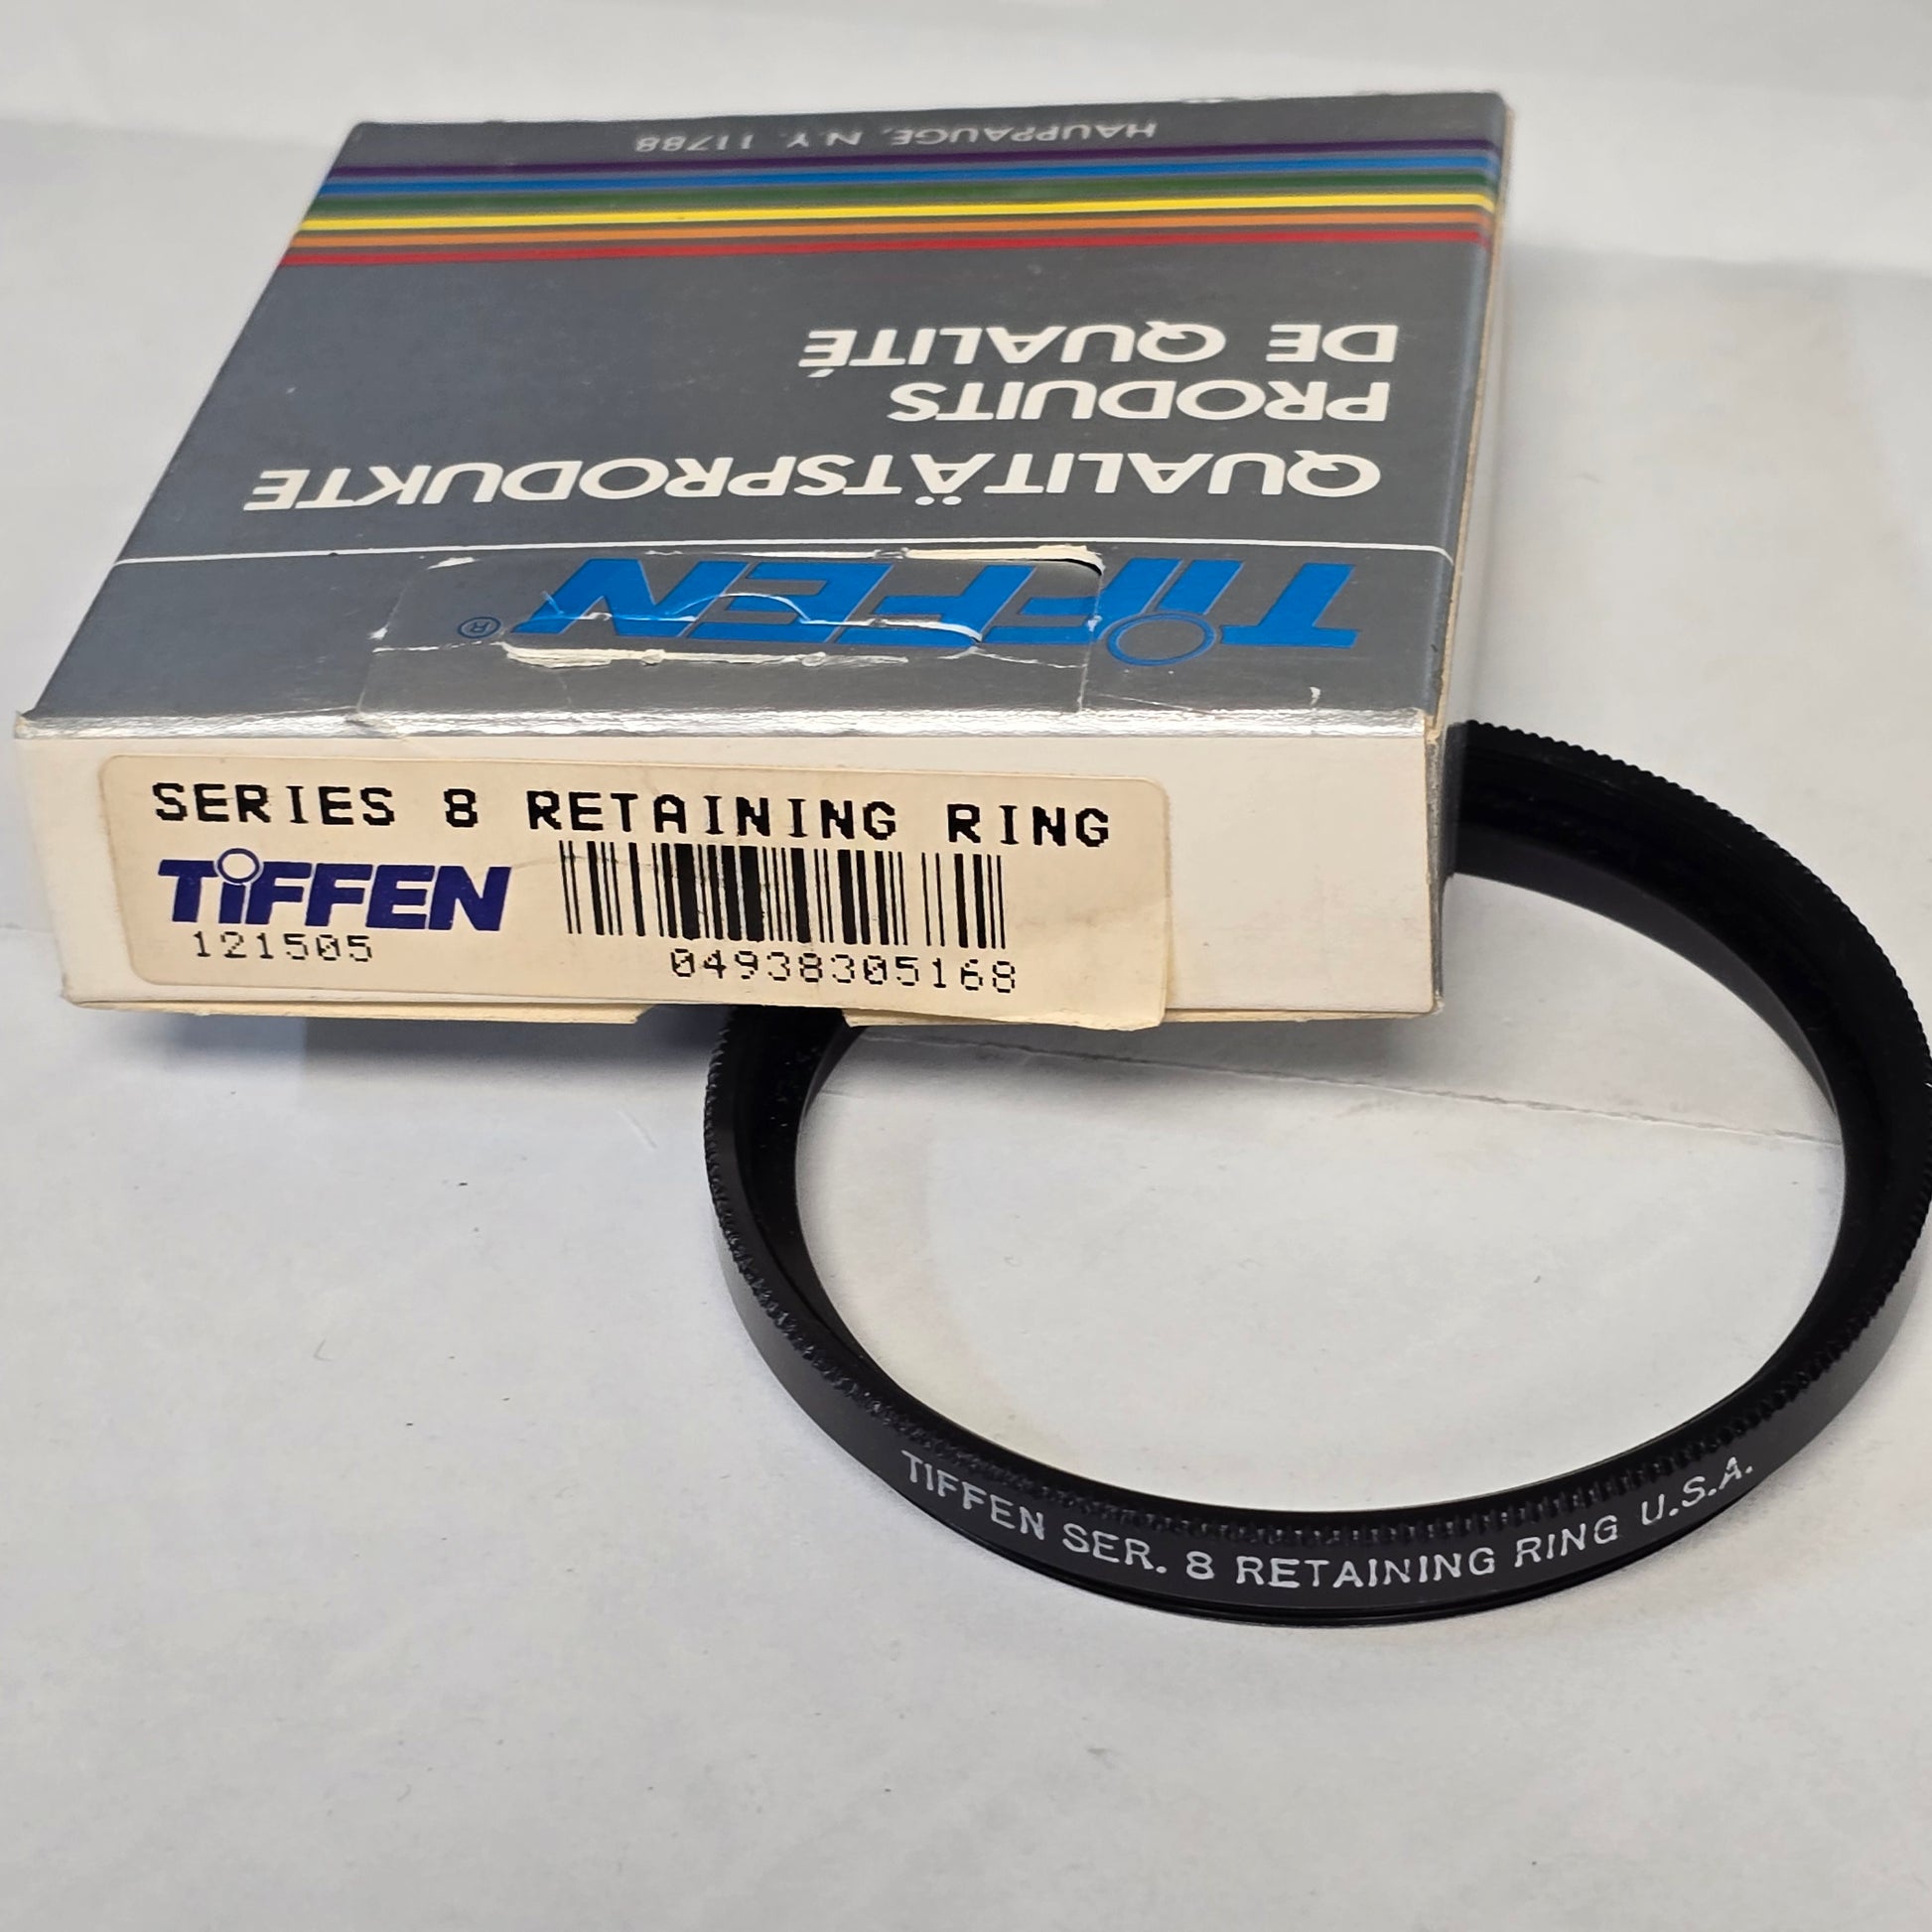 TIFFEN®
QUALITÄTSPRODUKTE
PRODUITS
DE QUALITÉ
HAUPPAUGE, N.Y. 11788
SERIES 8 RETAINING RING
TIFFEN
121505
04938305168
TIFFEN SER. 8 RETAINING RING U.S.A.